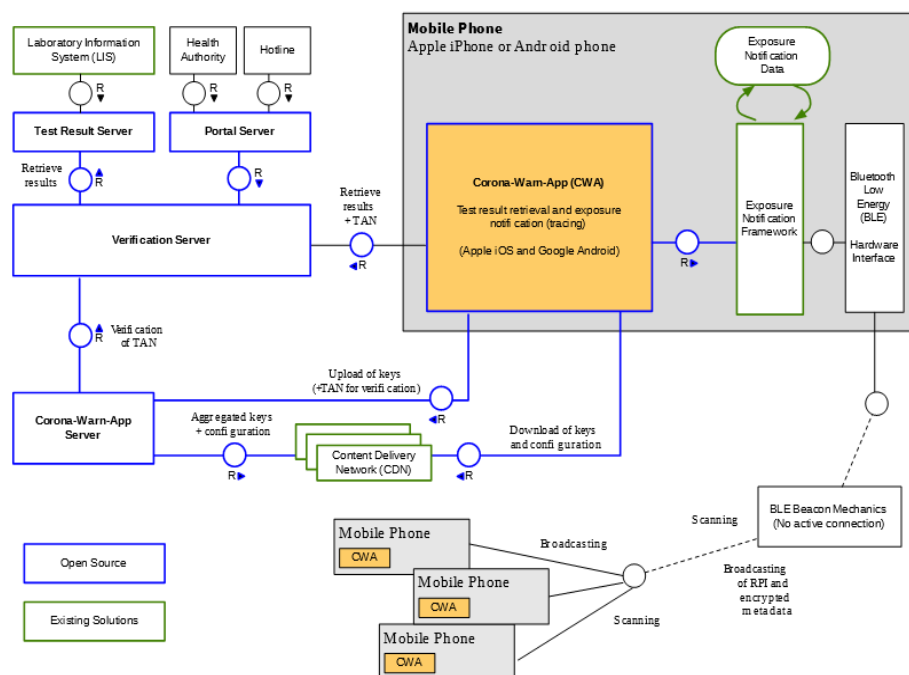 Mobile Phone
Apple iPhone or Android phone
Laboratory Information
System (LIS)
Health
Authority
Hotline
Exposure
Notification
Data
R
R
R
Test Result Server
Portal Server
Retrieve
results
R
R
Retrieve
results
+TAN
Corona-Warn-App (CWA)
Test result retrieval and exposure
notification (tracing)
(Apple iOS and Google Android)
Exposure
Notification
Framework
Bluetooth
Low
Energy
(BLE)
Hardware
Interface
Verification Server
R
R
Verification
of TAN
R
Upload of keys
(+TAN for verification)
R
Corona-Warn-App
Server
Aggregated keys
+ configuration
R
Content Delivery
Network (CDN)
Download of keys
and configuration
R
BLE Beacon Mechanics
(No active connection)
Scanning
Mobile Phone
CWA
Broadcasting
Mobile Phone
CWA
Broadcasting
of RPI and
encrypted
metadata
Scanning
Mobile Phone
CWA
Open Source
Existing Solutions